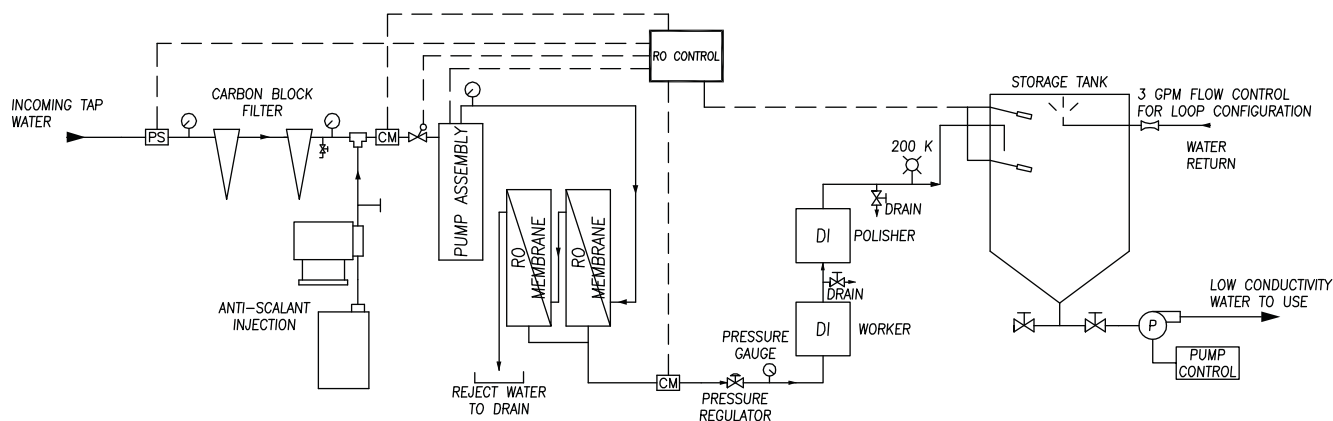 INCOMING TAP
WATER
PS
CARBON BLOCK
FILTER
CM
RO CONTROL
PUMP ASSEMBLY
ANTI-SCALANT
INJECTION
RO
MEMBRANE
RO
MEMBRANE
REJECT WATER
TO DRAIN
CM
PRESSURE
GAUGE
PRESSURE
REGULATOR
DI
WORKER
DRAIN
DI
POLISHER
DRAIN
200 K
STORAGE TANK
3 GPM FLOW CONTROL
FOR LOOP CONFIGURATION
WATER
RETURN
LOW CONDUCTIVITY
WATER TO USE
P
PUMP
CONTROL